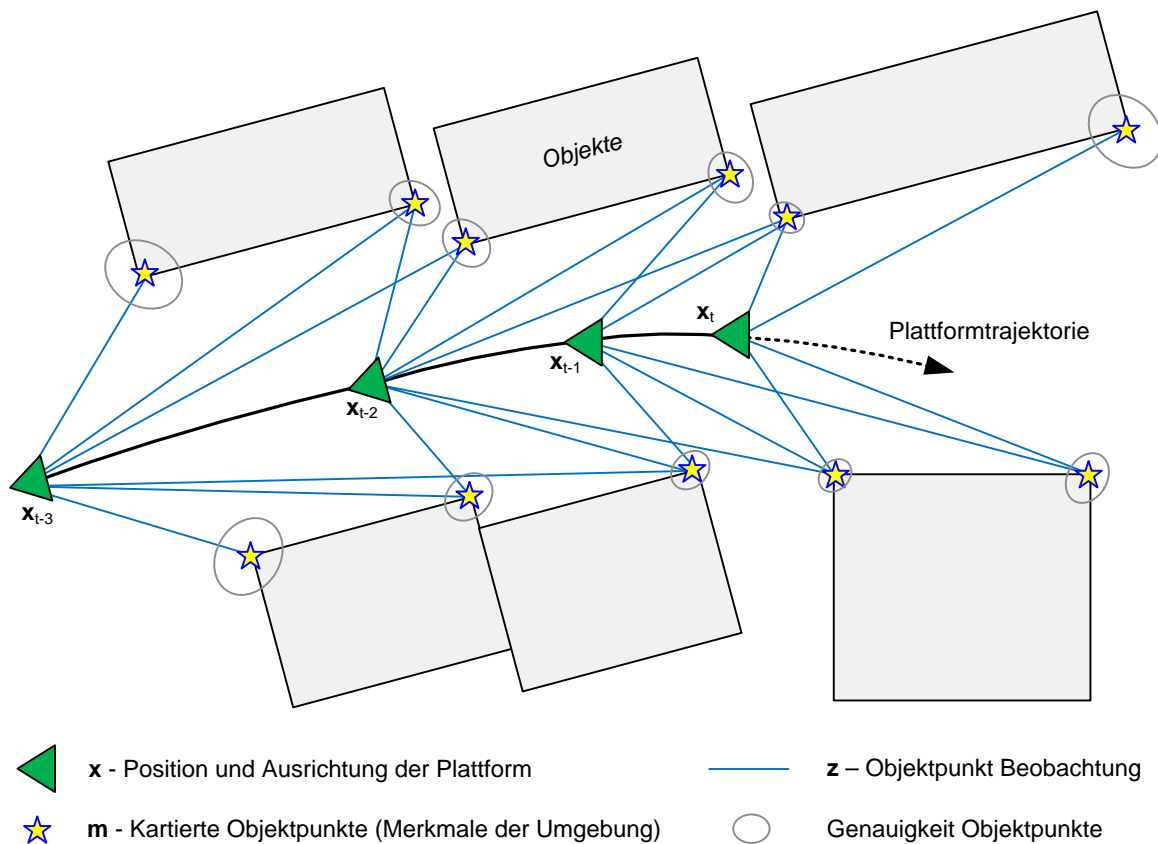 Objekte
x_t
Plattformtrajektorie
x_t-1
x_t-2
x_t-3
x - Position und Ausrichtung der Plattform
z – Objektpunkt Beobachtung
m - Kartierte Objektpunkte (Merkmale der Umgebung)
Genauigkeit Objektpunkte